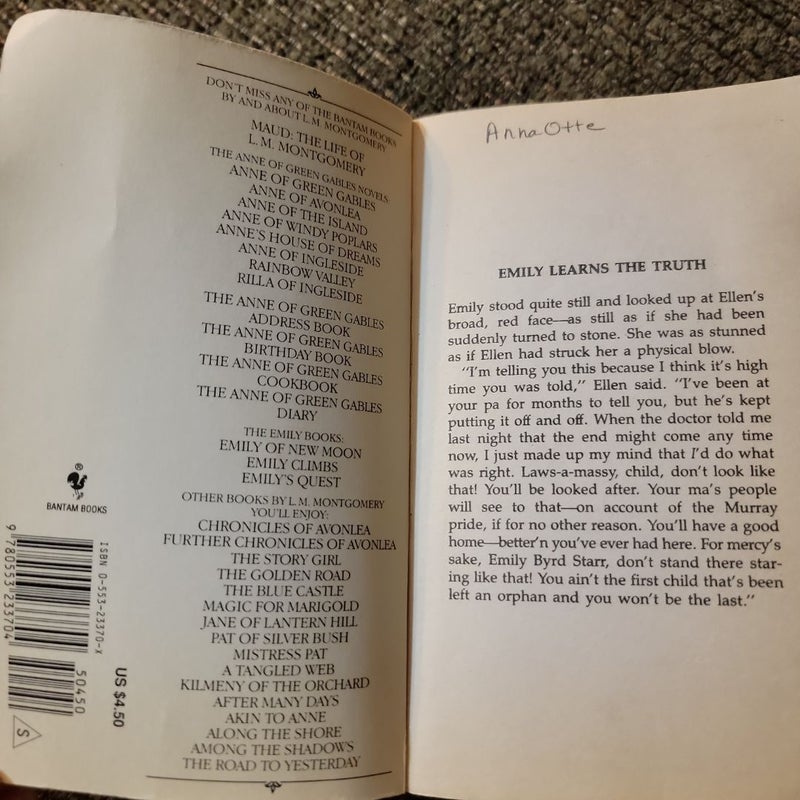 DON'T MISS ANY OF THE BANTAM BOOKS
BY AND ABOUT L. M. MONTGOMERY
MAUD: THE LIFE OF
L. M. MONTGOMERY
THE ANNE OF GREEN GABLES NOVELS:
ANNE OF GREEN GABLES
ANNE OF AVONLEA
ANNE OF THE ISLAND
ANNE OF WINDY POPLARS
ANNE'S HOUSE OF DREAMS
ANNE OF INGLESIDE
RAINBOW VALLEY
RILLA OF INGLESIDE
THE ANNE OF GREEN GABLES
ADDRESS BOOK
THE ANNE OF GREEN GABLES
BIRTHDAY BOOK
THE ANNE OF GREEN GABLES
COOKBOOK
THE ANNE OF GREEN GABLES
DIARY
THE EMILY BOOKS:
EMILY OF NEW MOON
EMILY CLIMBS
EMILY'S QUEST
OTHER BOOKS BY L. M. MONTGOMERY
YOU'LL ENJOY:
CHRONICLES OF AVONLEA
FURTHER CHRONICLES OF AVONLEA
THE STORY GIRL
THE GOLDEN ROAD
THE BLUE CASTLE
MAGIC FOR MARIGOLD
JANE OF LANTERN HILL
PAT OF SILVER BUSH
MISTRESS PAT
A TANGLED WEB
KILMENY OF THE ORCHARD
AFTER MANY DAYS
AKIN TO ANNE
ALONG THE SHORE
AMONG THE SHADOWS
THE ROAD TO YESTERDAY
®
BANTAM BOOKS
ISBN 0-553-23370-X
9 780553 233704
50450
US $4.50
S
Anna Otte
EMILY LEARNS THE TRUTH
Emily stood quite still and looked up at Ellen's
broad, red face—as still as if she had been
suddenly turned to stone. She was as stunned
as if Ellen had struck her a physical blow.
"I'm telling you this because I think it's high
time you was told," Ellen said. "I've been at
your pa for months to tell you, but he's kept
putting it off and off. When the doctor told me
last night that the end might come any time
now, I just made up my mind that I'd do what
was right. Laws-a-massy, child, don't look like
that! You'll be looked after. Your ma's people
will see to that—on account of the Murray
pride, if for no other reason. You'll have a good
home—better'n you've ever had here. For mercy's
sake, Emily Byrd Starr, don't stand there star-
ing like that! You ain't the first child that's been
left an orphan and you won't be the last."